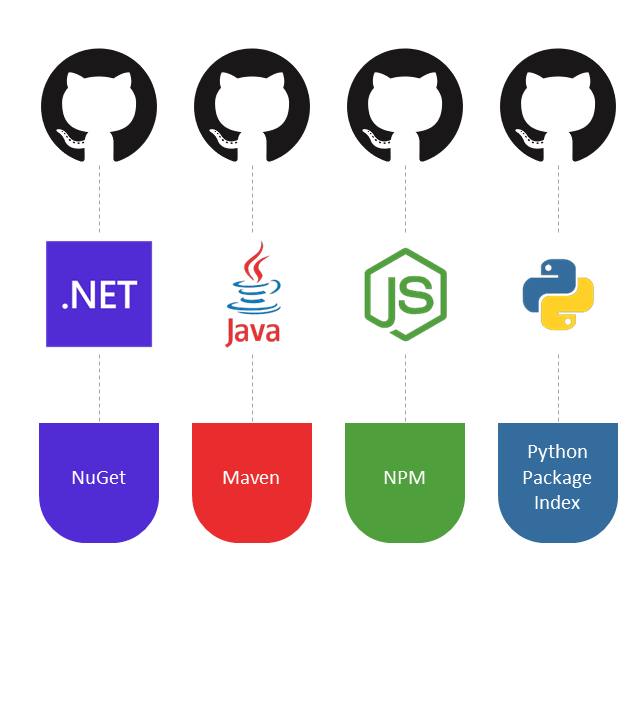 .NET
Java
JS
NuGet
Maven
NPM
Python
Package
Index